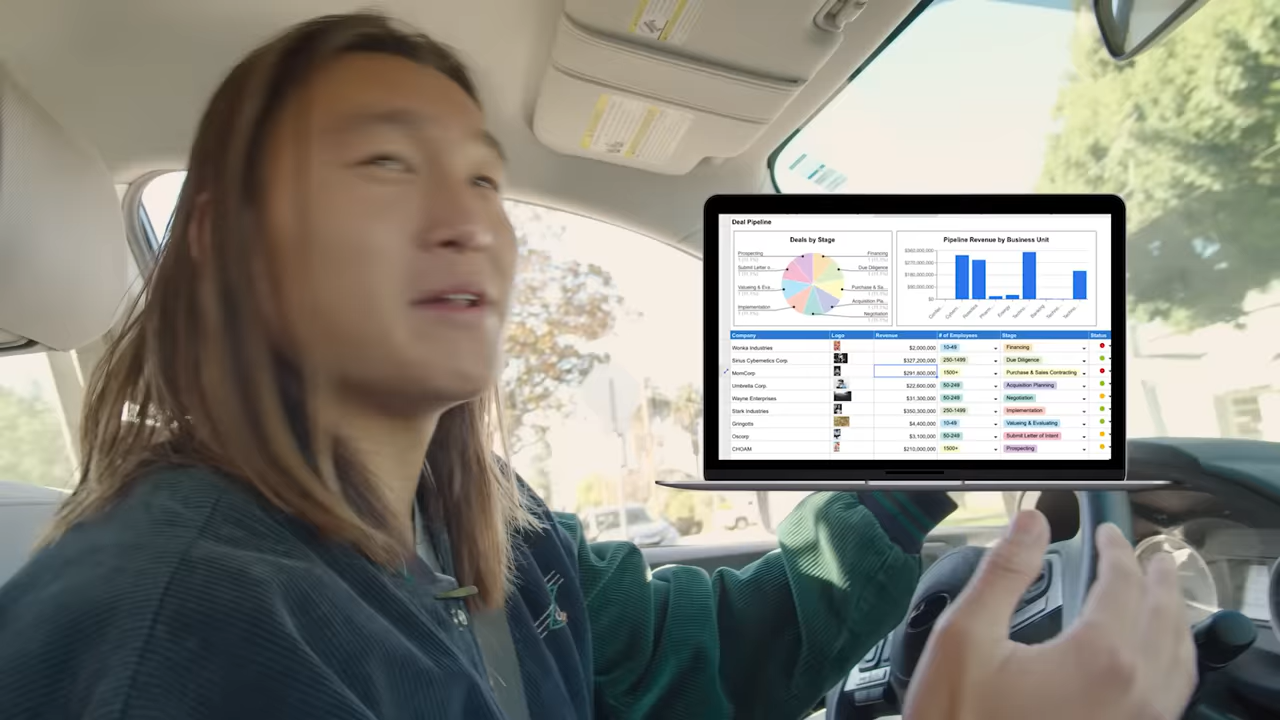 Deal Pipeline
Deals by Stage
Prospecting
Submit Letter o...
Valueing & Eva...
Implementation
Financing
Due Diligence
Purchase & Sa...
Acquisition Pla...
Negotiation
Pipeline Revenue by Business Unit
$360,000,000
$270,000,000
$180,000,000
$90,000,000
$0
Company Logo Revenue # of Employees Stage Status
Wonka Industries $2,000,000 10-49 Financing
Sirius Cybernetics Corp. $327,200,000 250-1499 Due Diligence
MomCorp $291,600,000 1500+ Purchase & Sales Contracting
Umbrella Corp. $22,600,000 50-249 Acquisition Planning
Wayne Enterprises $31,300,000 50-249 Negotiation
Stark Industries $350,300,000 250-1499 Implementation
Gringotts $4,400,000 10-49 Valueing & Evaluating
Oscorp $3,100,000 50-249 Submit Letter of Intent
CHOAM $210,000,000 1500+ Prospecting